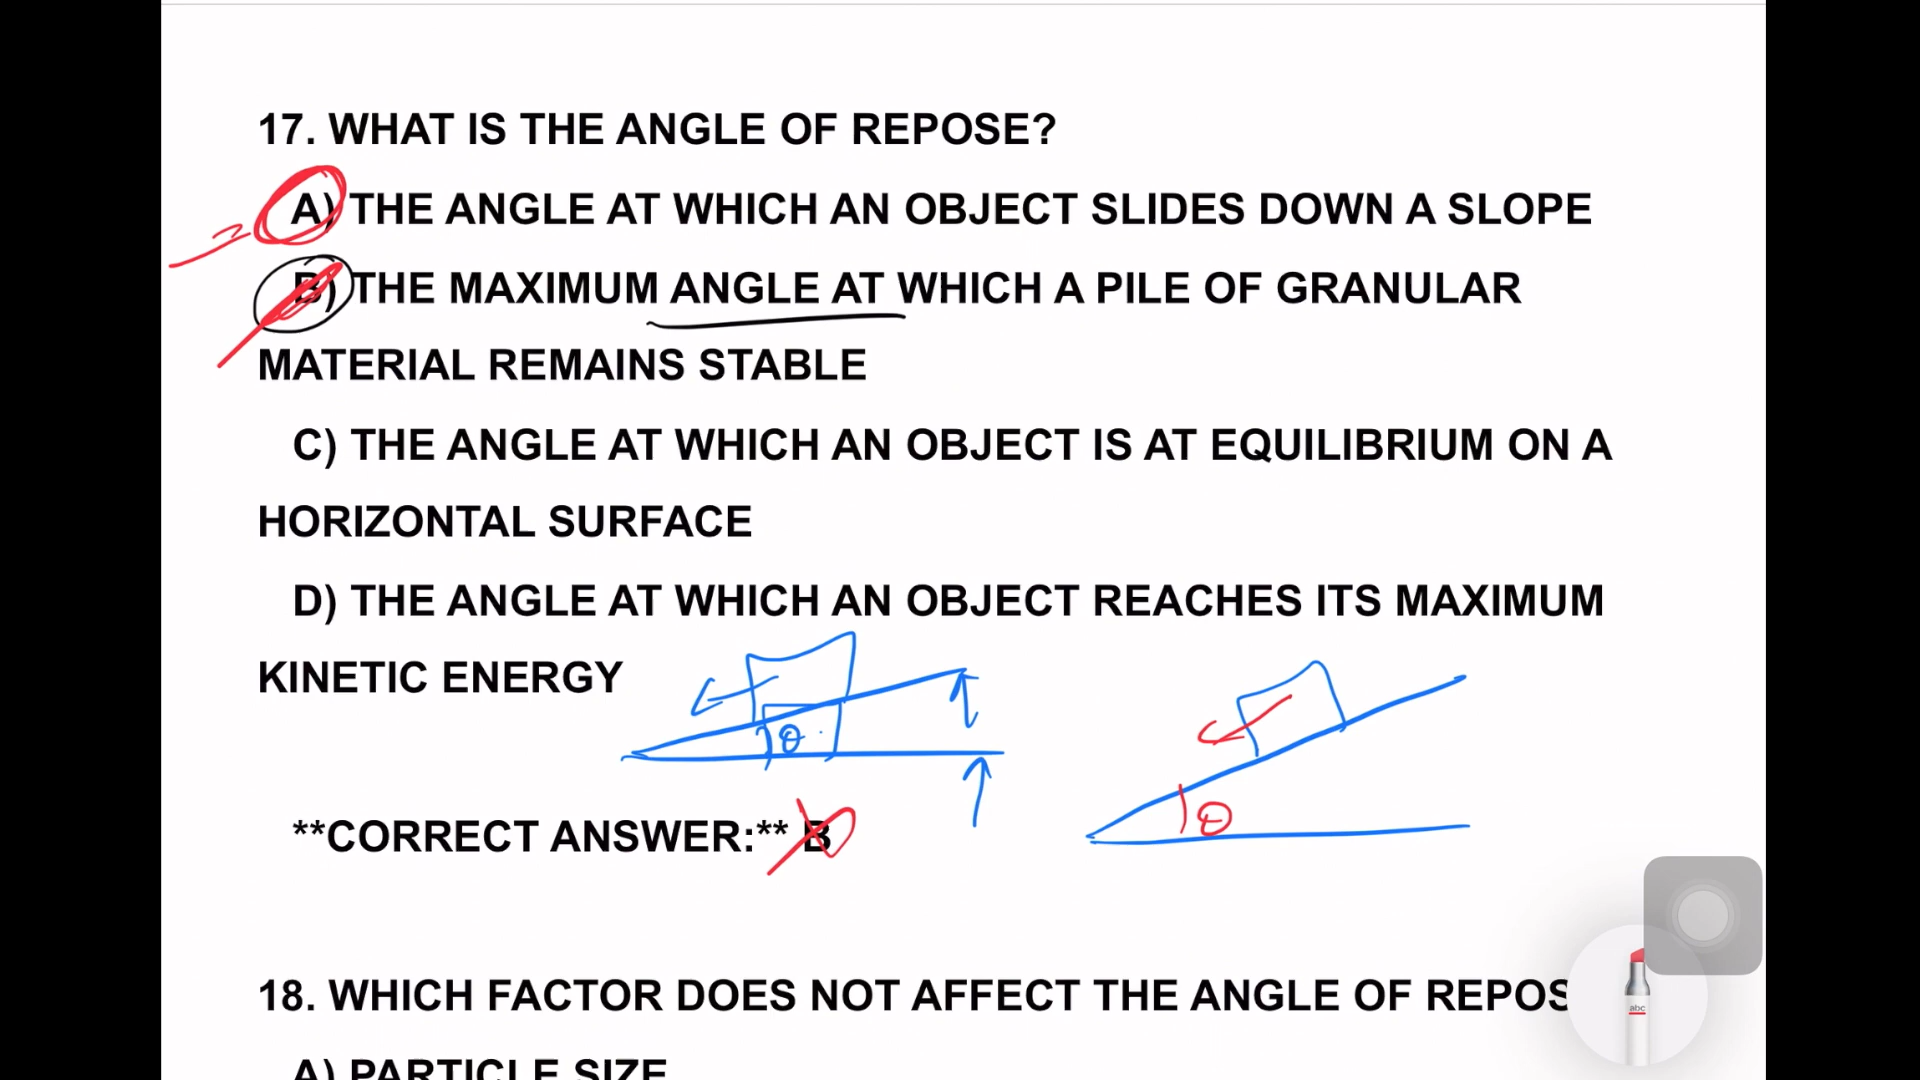 17. WHAT IS THE ANGLE OF REPOSE?
A) THE ANGLE AT WHICH AN OBJECT SLIDES DOWN A SLOPE
B) THE MAXIMUM ANGLE AT WHICH A PILE OF GRANULAR
MATERIAL REMAINS STABLE
C) THE ANGLE AT WHICH AN OBJECT IS AT EQUILIBRIUM ON A
HORIZONTAL SURFACE
D) THE ANGLE AT WHICH AN OBJECT REACHES ITS MAXIMUM
KINETIC ENERGY
θ
θ
**CORRECT ANSWER:** B
18. WHICH FACTOR DOES NOT AFFECT THE ANGLE OF REPOS
abc
A) PARTICLE SIZE